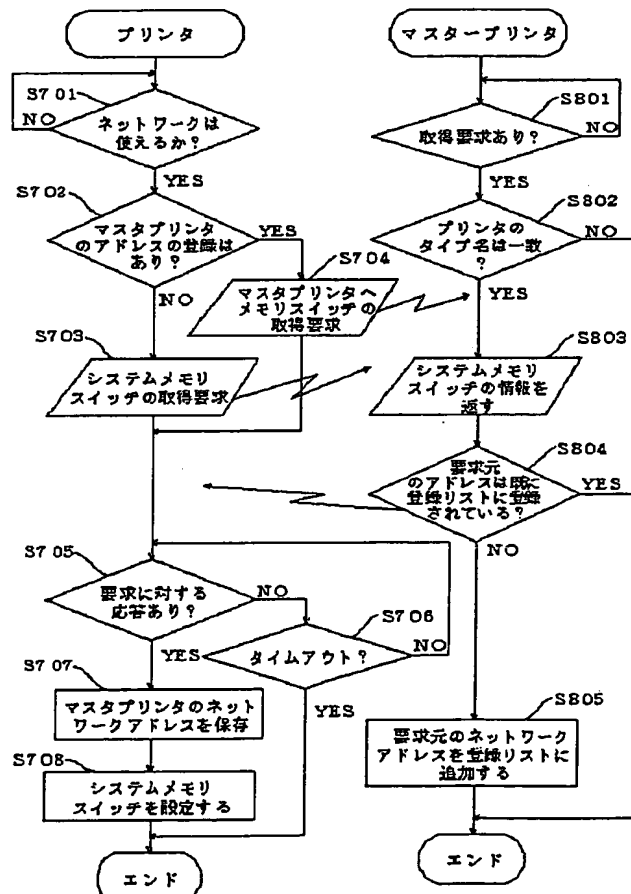 プリンタ
S701
ネットワークは
使えるか?
NO
YES
S702
マスタプリンタ
のアドレスの登録は
あり?
YES
NO
S704
マスタプリンタへ
メモリスイッチの
取得要求
S703
システムメモリ
スイッチの取得要求
S705
要求に対する
応答あり?
NO
YES
S706
タイムアウト?
NO
YES
S707
マスタプリンタのネット
ワークアドレスを保存
S708
システムメモリ
スイッチを設定する
エンド
マスタープリンタ
S801
取得要求あり?
NO
YES
S802
プリンタの
タイプ名は一致
?
NO
YES
S803
システムメモリ
スイッチの情報を
返す
S804
要求元
のアドレスは既に
登録リストに登録
されている?
YES
NO
S805
要求元のネットワーク
アドレスを登録リストに
追加する
エンド